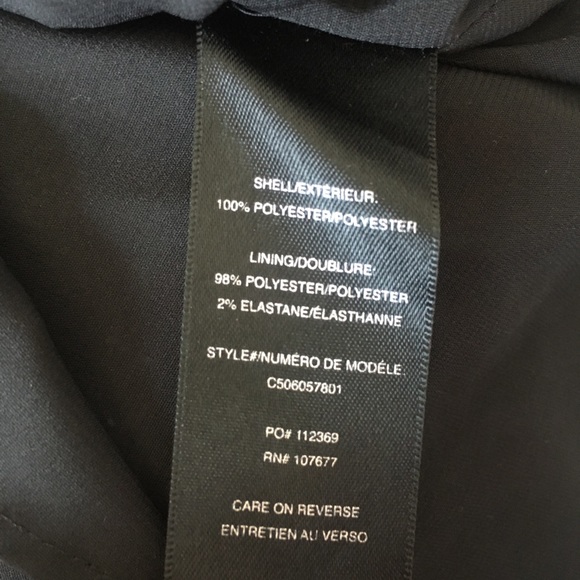 SHELL/EXTÉRIEUR:
100% POLYESTER/POLYESTER
LINING/DOUBLURE:
98% POLYESTER/POLYESTER
2% ELASTANE/ÉLASTHANNE
STYLE#/NUMÉRO DE MODÉLE:
C506057801
PO# 112369
RN# 107677
CARE ON REVERSE
ENTRETIEN AU VERSO